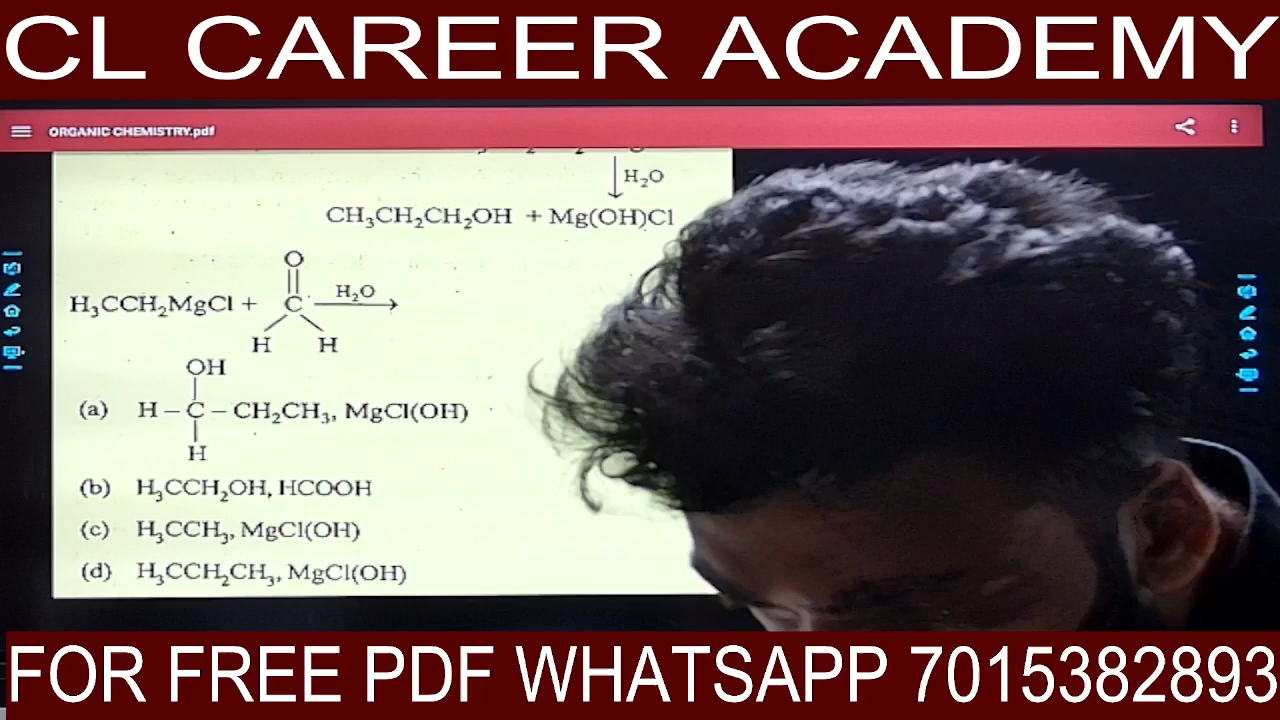 CL CAREER ACADEMY
ORGANIC CHEMISTRY.pdf
H₂O
CH₃CH₂CH₂OH + Mg(OH)Cl
O
H₃CCH₂MgCl + C H₂O
H H
OH
(a) H – C – CH₂CH₃, MgCl(OH)
H
(b) H₃CCH₂OH, HCOOH
(c) H₃CCH₃, MgCl(OH)
(d) H₃CCH₂CH₃, MgCl(OH)
FOR FREE PDF WHATSAPP 7015382893